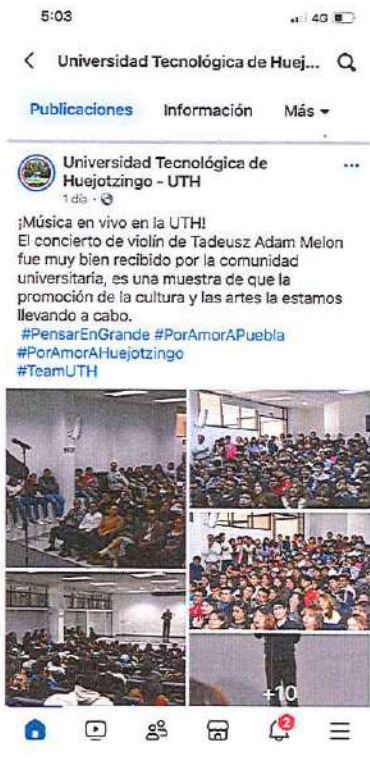 5:03
4G
Universidad Tecnológica de Huej...
Publicaciones Información Más
Universidad Tecnológica de
Huejotzingo - UTH
1 día ·
¡Música en vivo en la UTH!
El concierto de violín de Tadeusz Adam Melon
fue muy bien recibido por la comunidad
universitaria, es una muestra de que la
promoción de la cultura y las artes la estamos
llevando a cabo.
#PensarEnGrande #PorAmorAPuebla
#PorAmorAHuejotzingo
#TeamUTH
+10
2